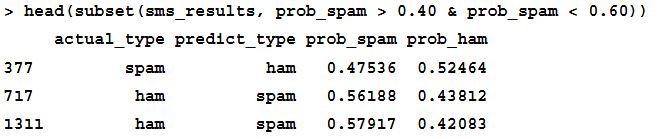 > head(subset(sms_results, prob_spam > 0.40 & prob_spam < 0.60))
actual_type predict_type prob_spam prob_ham
377 spam ham 0.47536 0.52464
717 ham spam 0.56188 0.43812
1311 ham spam 0.57917 0.42083